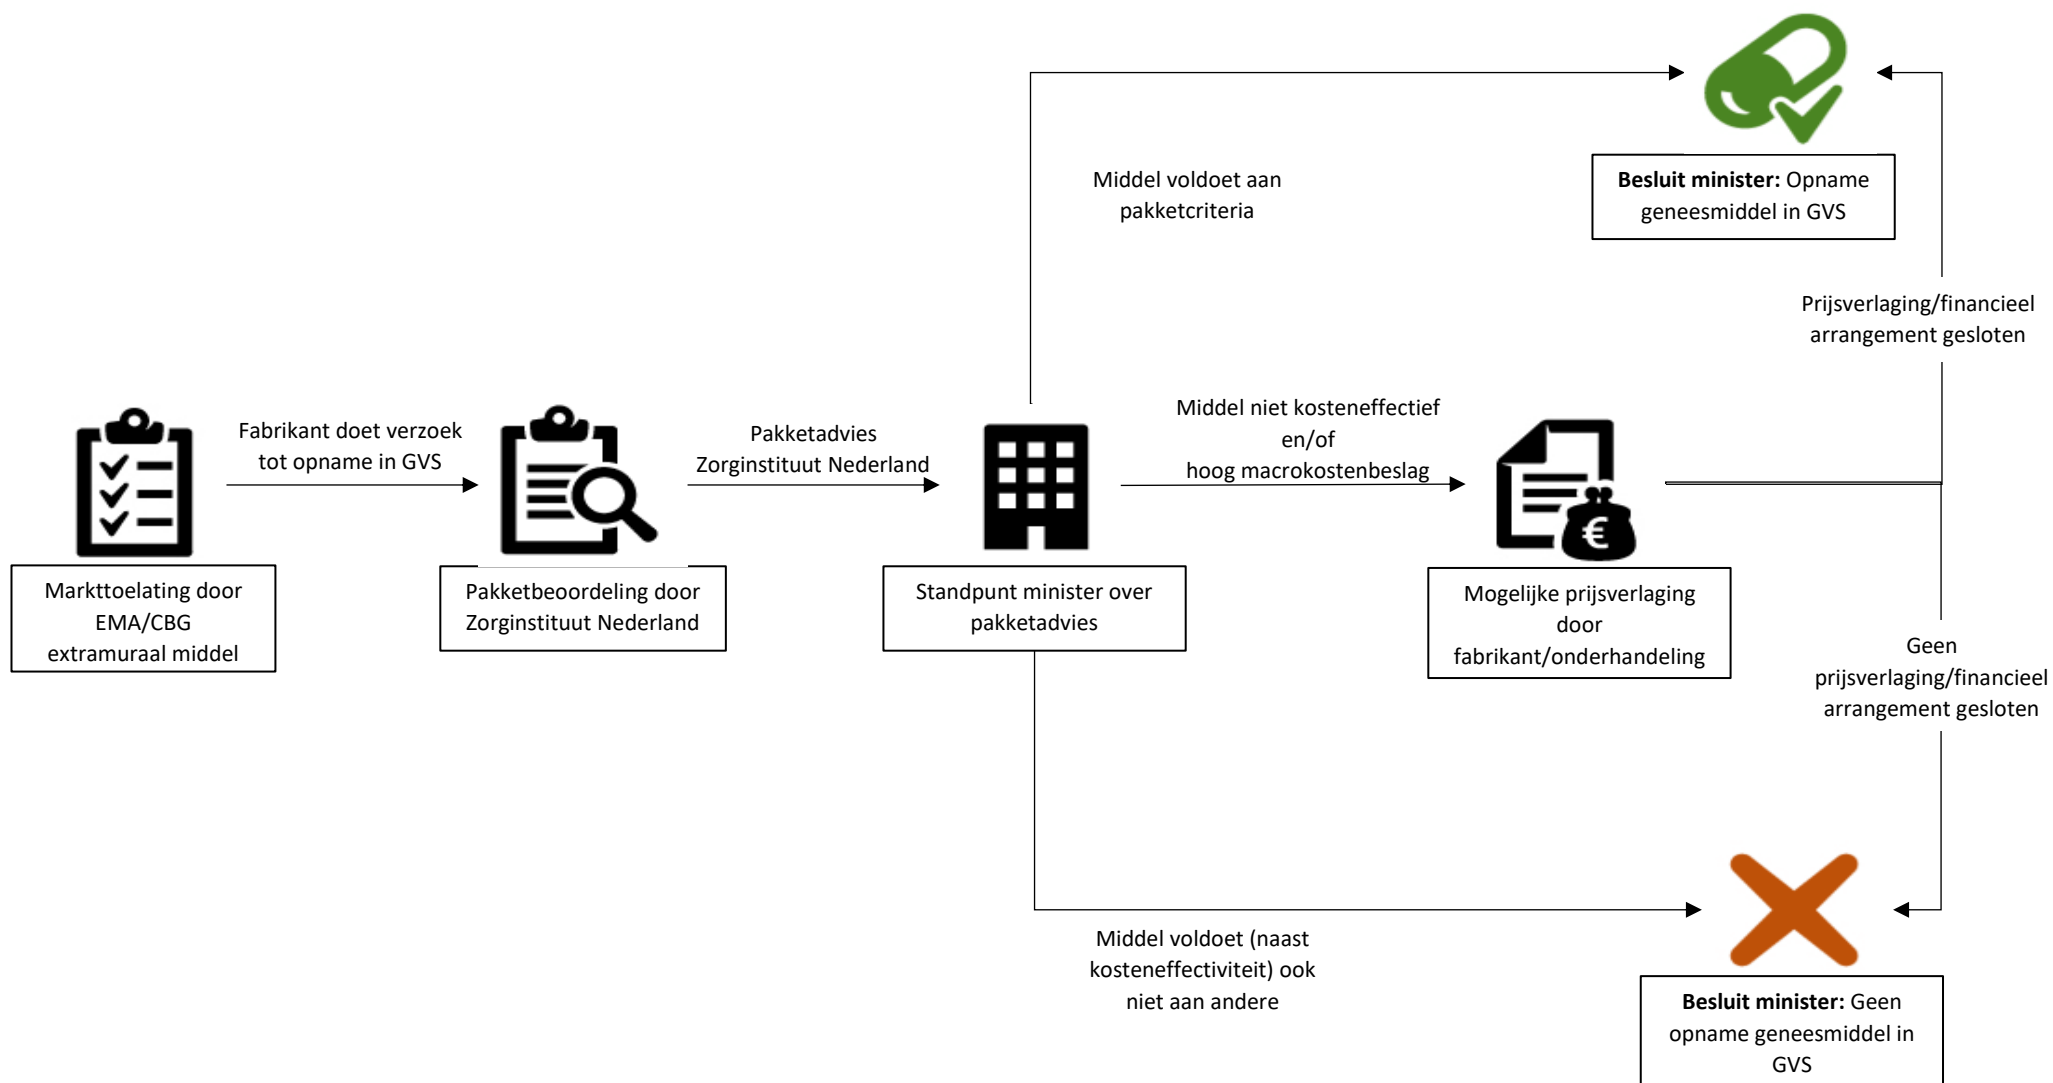 Middel voldoet aan
pakketcriteria
Besluit minister: Opname
geneesmiddel in GVS
Prijsverlaging/financieel
arrangement gesloten
Fabrikant doet verzoek
tot opname in GVS
Pakketadvies
Zorginstituut Nederland
Middel niet kosteneffectief
en/of
hoog macrokostenbeslag
€
Markttoelating door
EMA/CBG
extramuraal middel
Pakketbeoordeling door
Zorginstituut Nederland
Standpunt minister over
pakketadvies
Mogelijke prijsverlaging
door
fabrikant/onderhandeling
Geen
prijsverlaging/financieel
arrangement gesloten
Middel voldoet (naast
kosteneffectiviteit) ook
niet aan andere
Besluit minister: Geen
opname geneesmiddel in
GVS